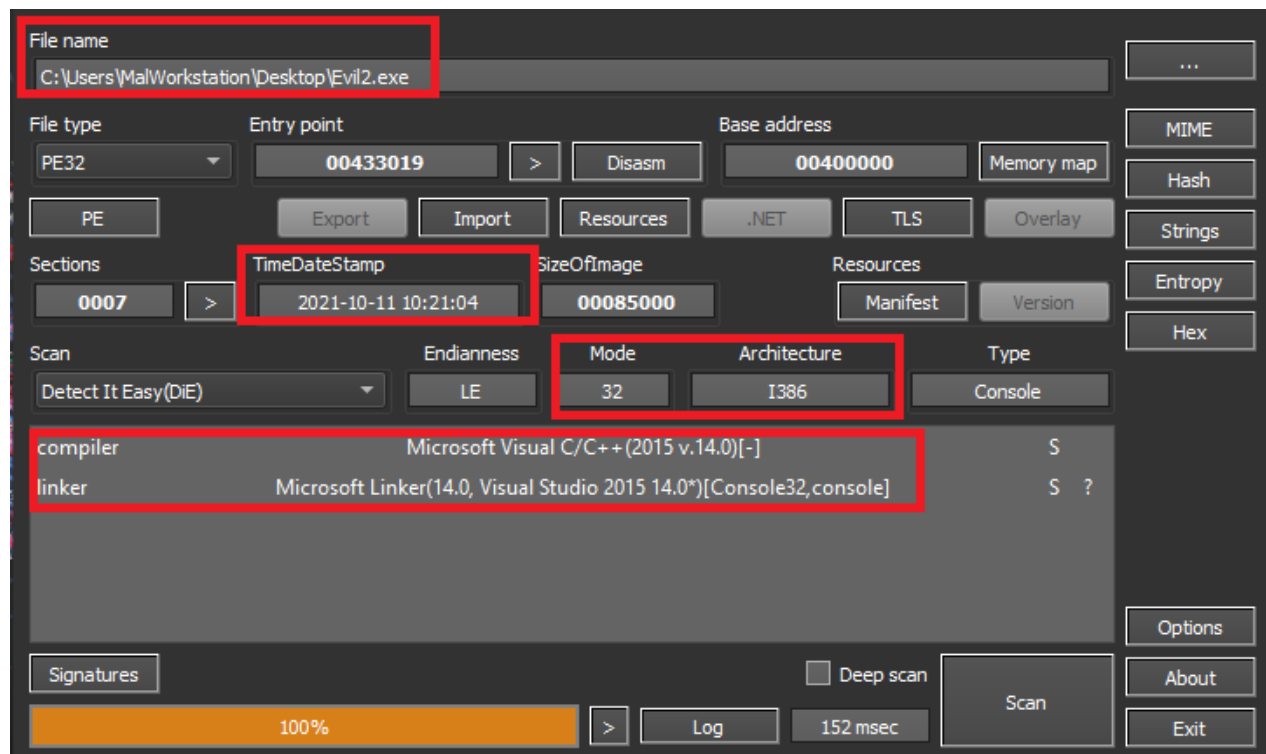 File name
C:\Users\MalWorkstation\Desktop\Evil2.exe
...
File type Entry point Base address
PE32 00433019 > Disasm 00400000 Memory map
MIME
Hash
PE Export Import Resources .NET TLS Overlay
Strings
Sections TimeDateStamp SizeOfImage Resources
0007 > 2021-10-11 10:21:04 00085000 Manifest Version
Entropy
Hex
Scan Endianness Mode Architecture Type
Detect It Easy(DiE) LE 32 I386 Console
compiler Microsoft Visual C/C++(2015 v.14.0)[-] S
linker Microsoft Linker(14.0, Visual Studio 2015 14.0*)[Console32,console] S ?
Options
Signatures Deep scan Scan About
100% > Log 152 msec Exit